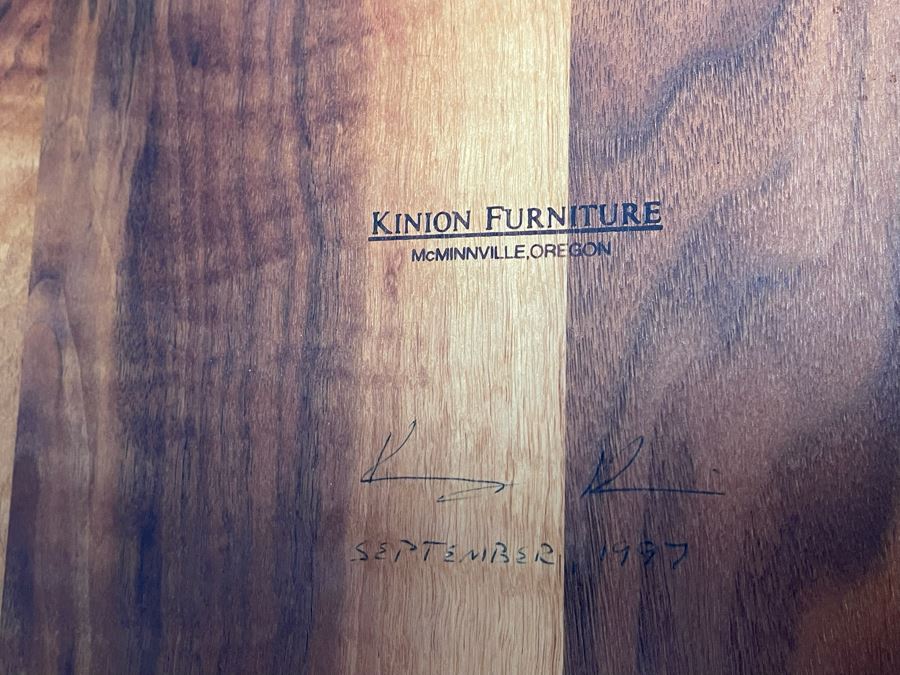 KINION FURNITURE
McMINNVILLE,OREGON
SEPTEMBER, 1997